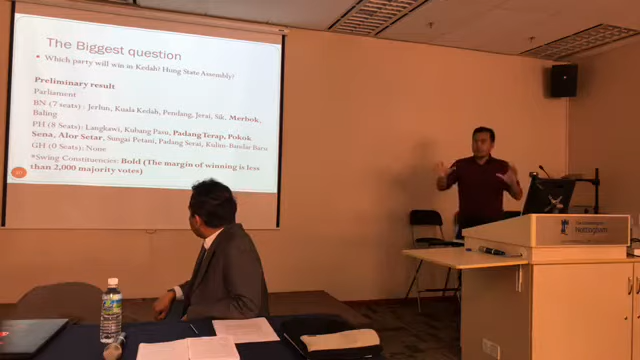 The Biggest question
Which party will win in Kedah? Hung State Assembly?
Preliminary result
Parliament
BN (7 seats) : Jerlun, Kuala Kedah, Pendang, Jerai, Sik, Merbok,
Baling
PH (8 Seats): Langkawi, Kubang Pasu, Padang Terap, Pokok
Sena, Alor Setar, Sungai Petani, Padang Serai, Kulim-Bandar Baru
GH (0 Seats): None
*Swing Constituencies: Bold (The margin of winning is less
than 2,000 majority votes)
Nottingham